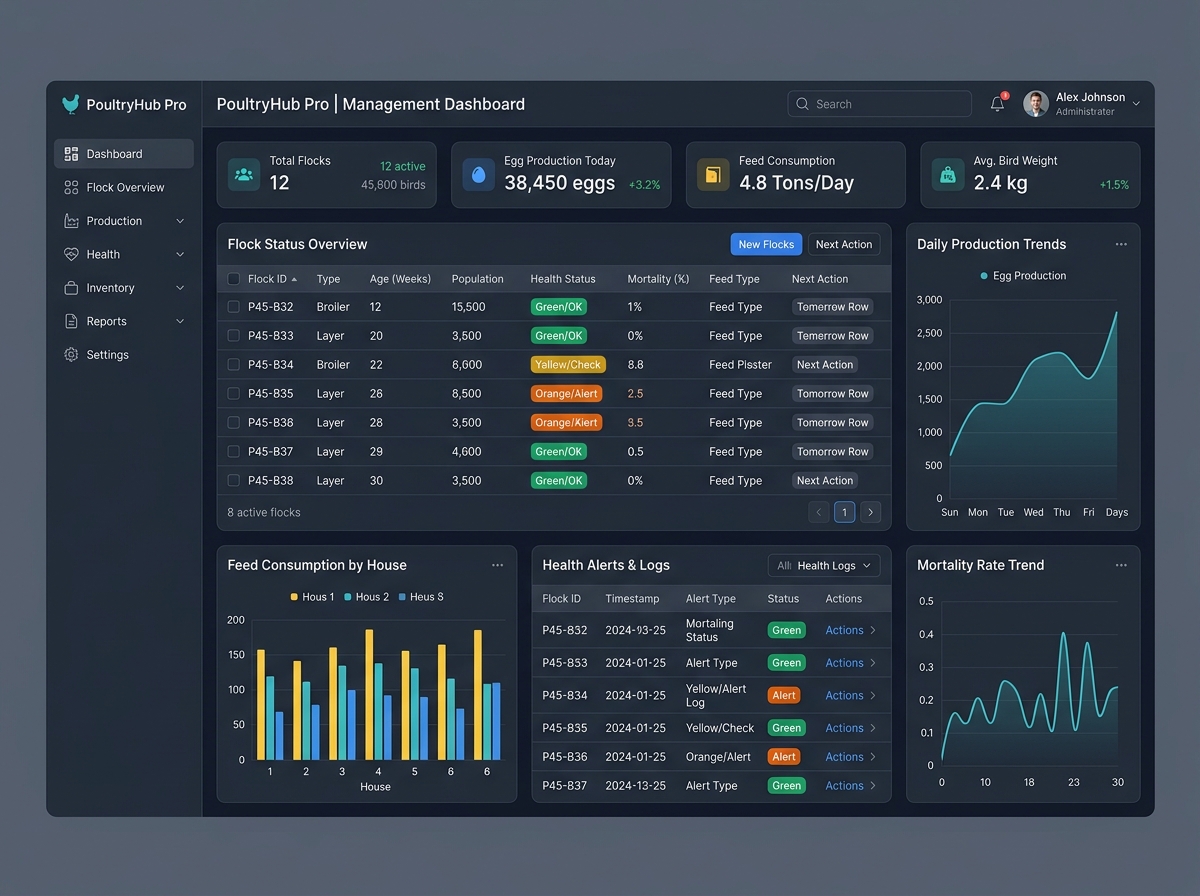 PoultryHub Pro
PoultryHub Pro | Management Dashboard
Search
Alex Johnson
Administrater
Dashboard
Flock Overview
Production
Health
Inventory
Reports
Settings
Total Flocks
12
12 active
45,800 birds
Egg Production Today
38,450 eggs
+3.2%
Feed Consumption
4.8 Tons/Day
Avg. Bird Weight
2.4 kg
+1.5%
Flock Status Overview
New Flocks
Next Action
Flock ID Type Age (Weeks) Population Health Status Mortality (%) Feed Type Next Action
P45-B32 Broiler 12 15,500 Green/OK 1% Feed Type Temerrow Row
P45-B33 Layer 20 3,500 Green/OK 0% Feed Type Temerrow Row
P45-B34 Broiler 22 6,600 Yellew/Check 8.8 Feed Pisster Next Action
P45-B35 Layer 26 8,500 Orange/Alert 2.5 Feed Type Tomorrow Row
P45-B36 Layer 28 3,500 Orange/Klert 3.5 Feed Type Temorrow Row
P45-B37 Layer 29 4,600 Green/OK 0.5 Feed Type Tomorrow Row
P45-B38 Layer 30 3,500 Green/OK 0% Feed Type Next Action
8 active flocks
1
Daily Production Trends
Egg Production
3,000
2,500
2,000
1,500
1,000
500
0
Sun Mon Tue Wed Thu Fri Days
Feed Consumption by House
Hous 1 Hous 2 Heus S
200
150
100
50
0
1 2 3 4 5 6 6
House
Health Alerts & Logs
All: Health Logs
Flock ID Timestamp Alert Type Status Actions
P45-832 2024-03-25 Mortaling Status Green Actions
P45-853 2024-01-25 Alert Type Green Actions
P45-834 2024-01-25 Yellew/Alert Log Alert Actions
P45-835 2024-01-25 Yellew/Check Green Actions
P45-B36 2024-01-25 Orange/Alert Alert Actions
P45-837 2024-13-25 Alert Type Green Actions
Mortality Rate Trend
0.5
0.4
0.3
0.2
0.1
0
0 10 18 23 30